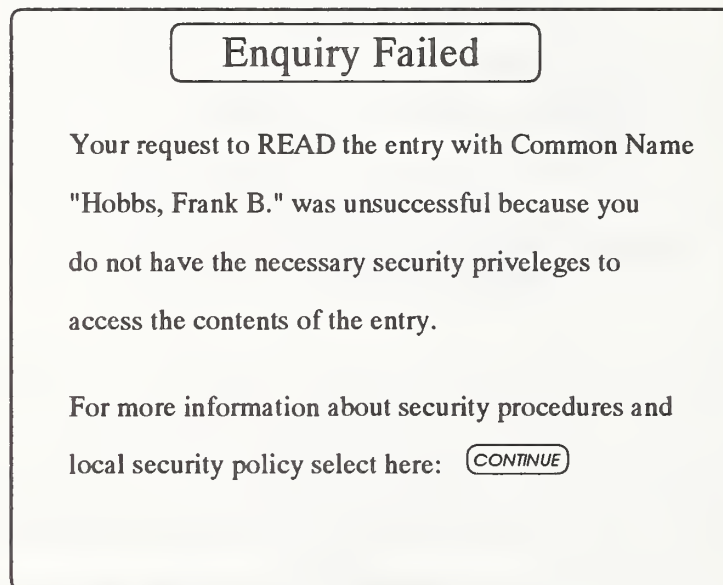 Enquiry Failed
Your request to READ the entry with Common Name
"Hobbs, Frank B." was unsuccessful because you
do not have the necessary security priveleges to
access the contents of the entry.
For more information about security procedures and
local security policy select here: CONTINUE